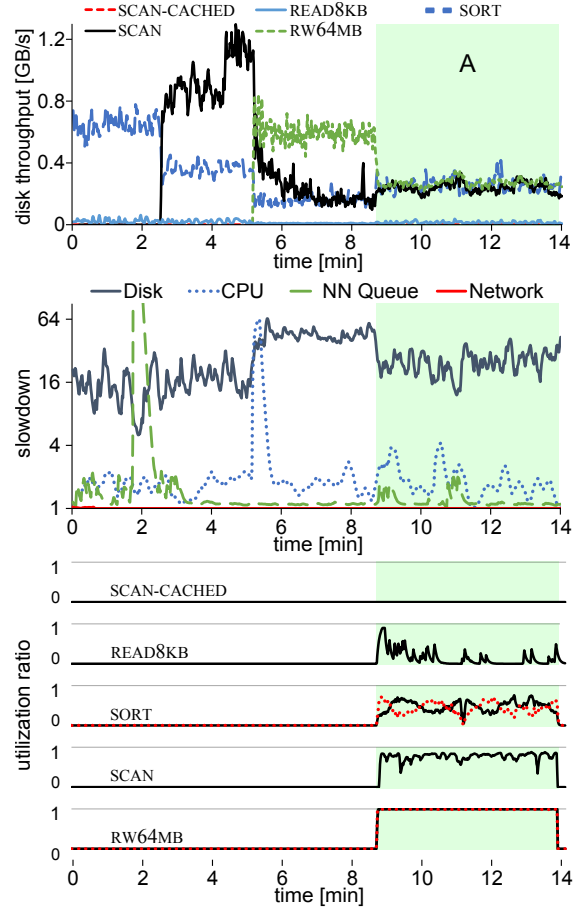 SCAN-CACHED READ8KB SORT
SCAN RW64MB
disk throughput [GB/s]
1.2
0.8
0.4
0
A
0 2 4 6 8 10 12 14
time [min]
Disk CPU NN Queue Network
slowdown
64
16
4
1
0 2 4 6 8 10 12 14
time [min]
utilization ratio
1
0
SCAN-CACHED
1
0
READ8KB
1
0
SORT
1
0
SCAN
1
0
RW64MB
0 2 4 6 8 10 12 14
time [min]